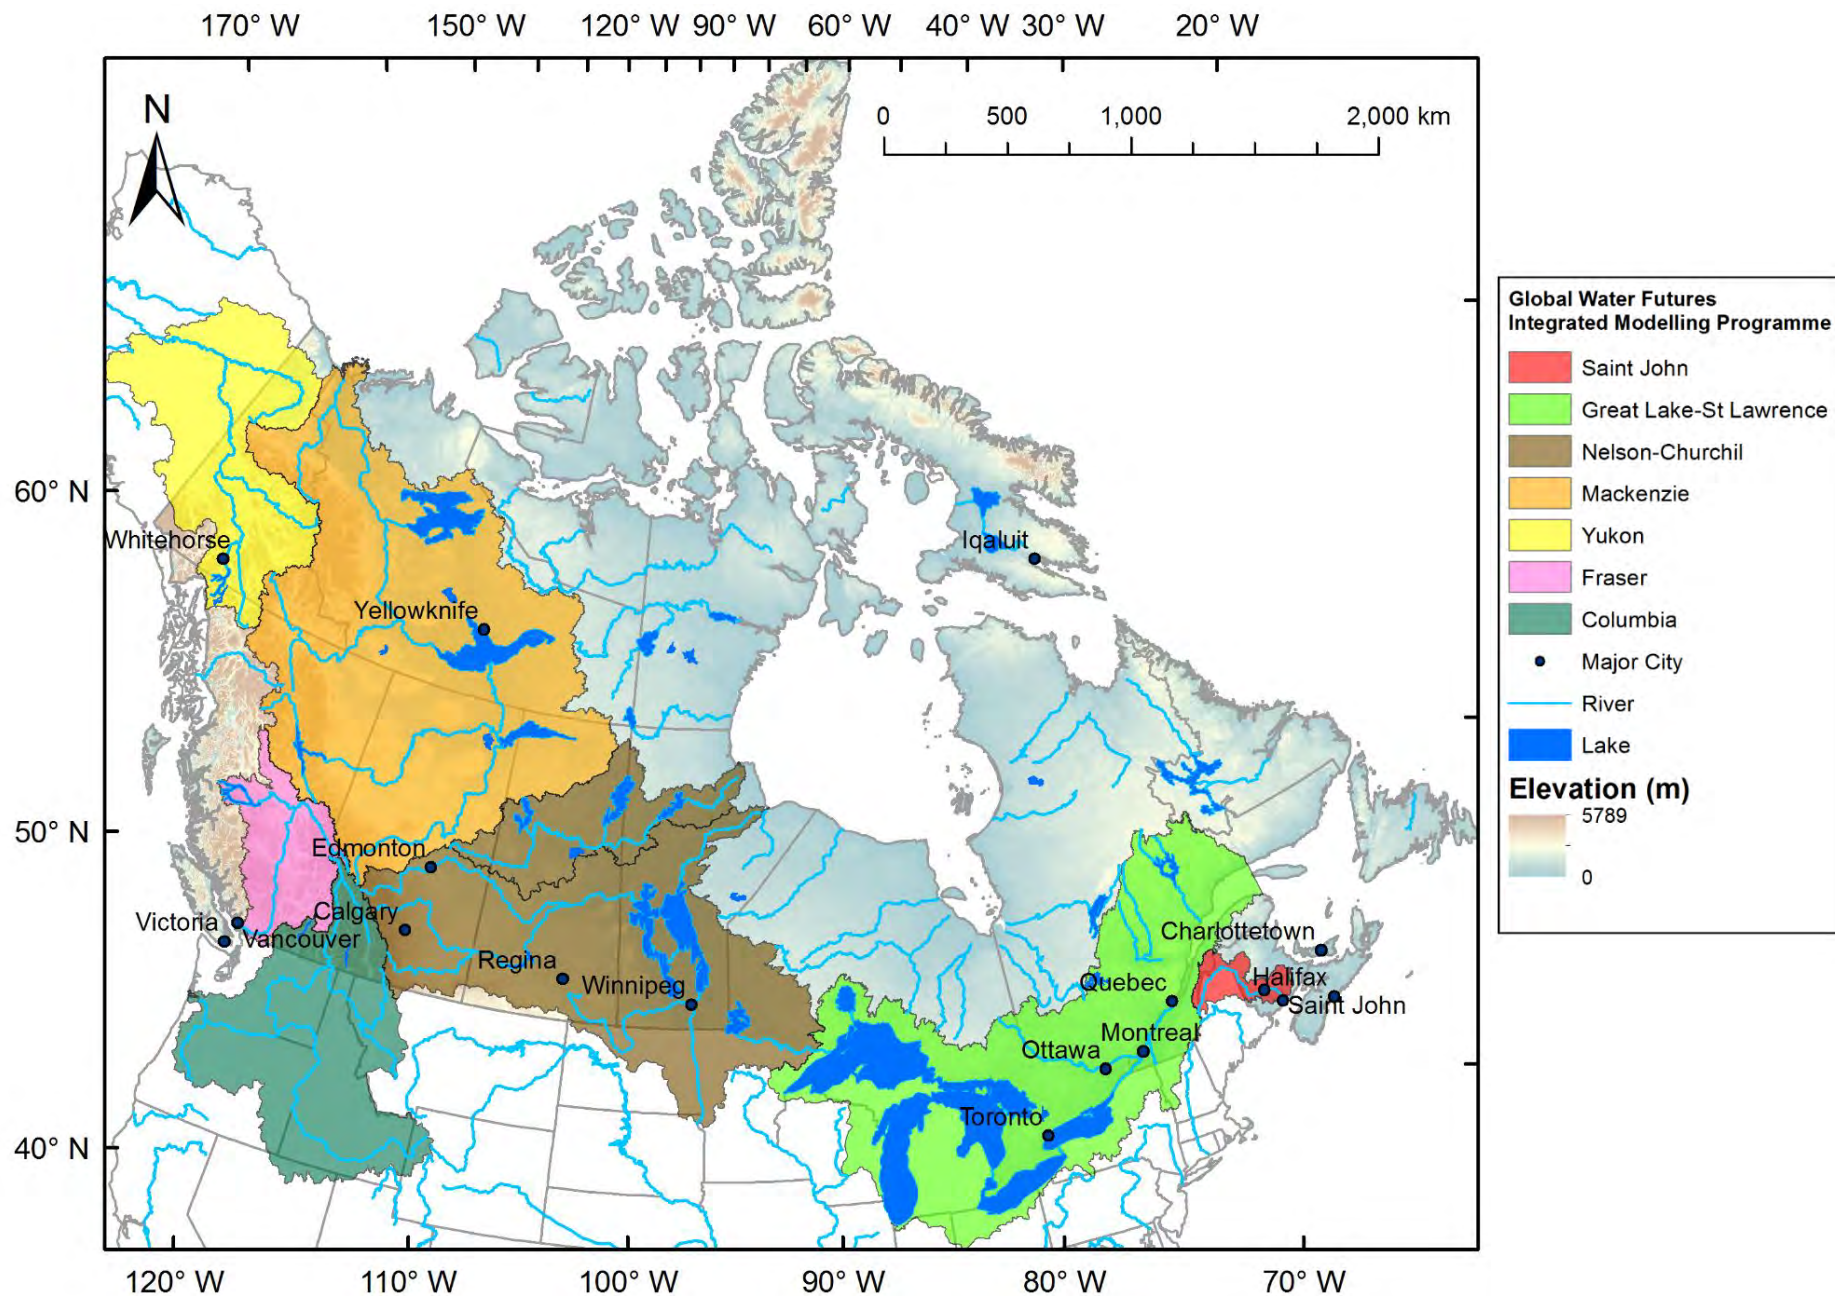 170° W 150° W 120° W 90° W 60° W 40° W 30° W 20° W
N
0 500 1,000 2,000 km
60° N
50° N
40° N
Whitehorse
Iqaluit
Yellowknife
Edmonton
Victoria
Vancouver
Calgary
Regina
Winnipeg
Charlottetown
Quebec
Halifax
Saint John
Montreal
Ottawa
Toronto
120° W 110° W 100° W 90° W 80° W 70° W
Global Water Futures
Integrated Modelling Programme
Saint John
Great Lake-St Lawrence
Nelson-Churchil
Mackenzie
Yukon
Fraser
Columbia
Major City
River
Lake
Elevation (m)
5789
0